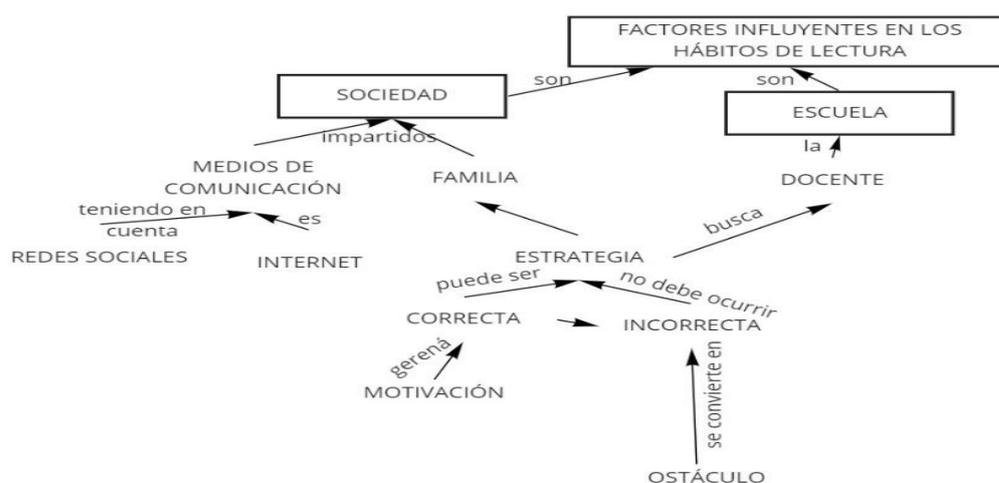 FACTORES INFLUYENTES EN LOS
HÁBITOS DE LECTURA
son
son
SOCIEDAD
ESCUELA
impartidos
la
MEDIOS DE
COMUNICACIÓN
FAMILIA
DOCENTE
teniendo en
cuenta
es
busca
REDES SOCIALES
INTERNET
ESTRATEGIA
puede ser
no debe ocurrir
CORRECTA
INCORRECTA
gerená
se convierte en
MOTIVACIÓN
OSTÁCULO